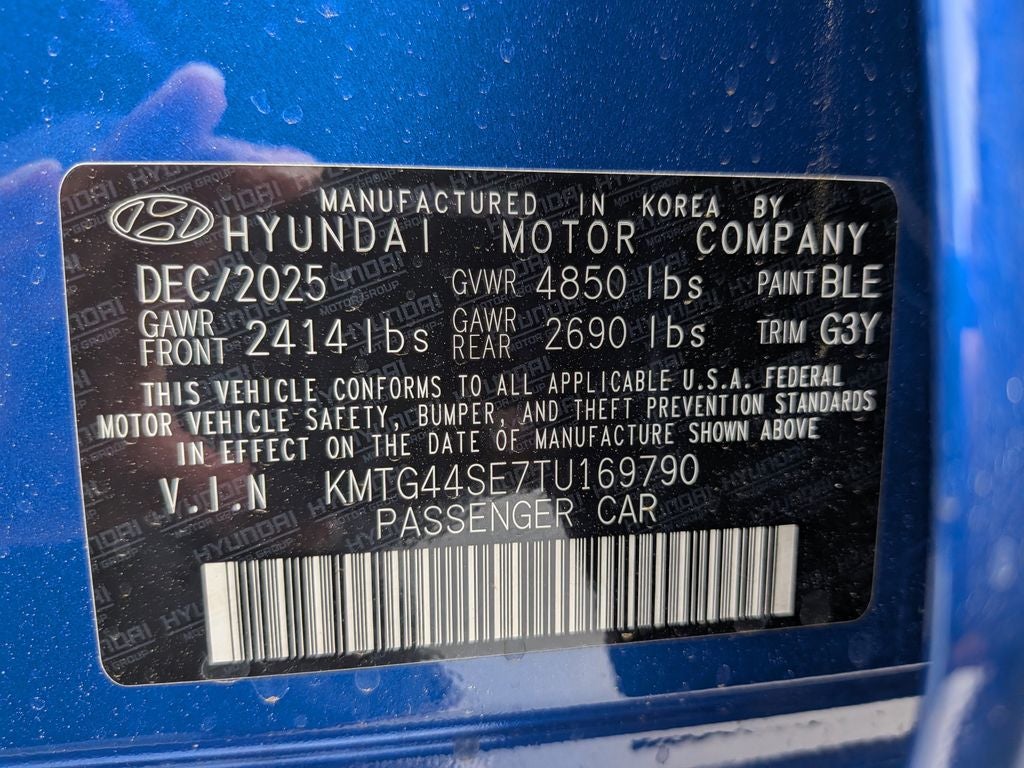 MANUFACTURED IN KOREA BY
HYUNDAI MOTOR COMPANY
DEC/2025 GVWR 4850 lbs PAINT BLE
GAWR FRONT 2414 lbs GAWR REAR 2690 lbs TRIM G3Y
THIS VEHICLE CONFORMS TO ALL APPLICABLE U.S.A. FEDERAL
MOTOR VEHICLE SAFETY, BUMPER, AND THEFT PREVENTION STANDARDS
IN EFFECT ON THE DATE OF MANUFACTURE SHOWN ABOVE
V.I.N KMTG44SE7TU169790
PASSENGER CAR